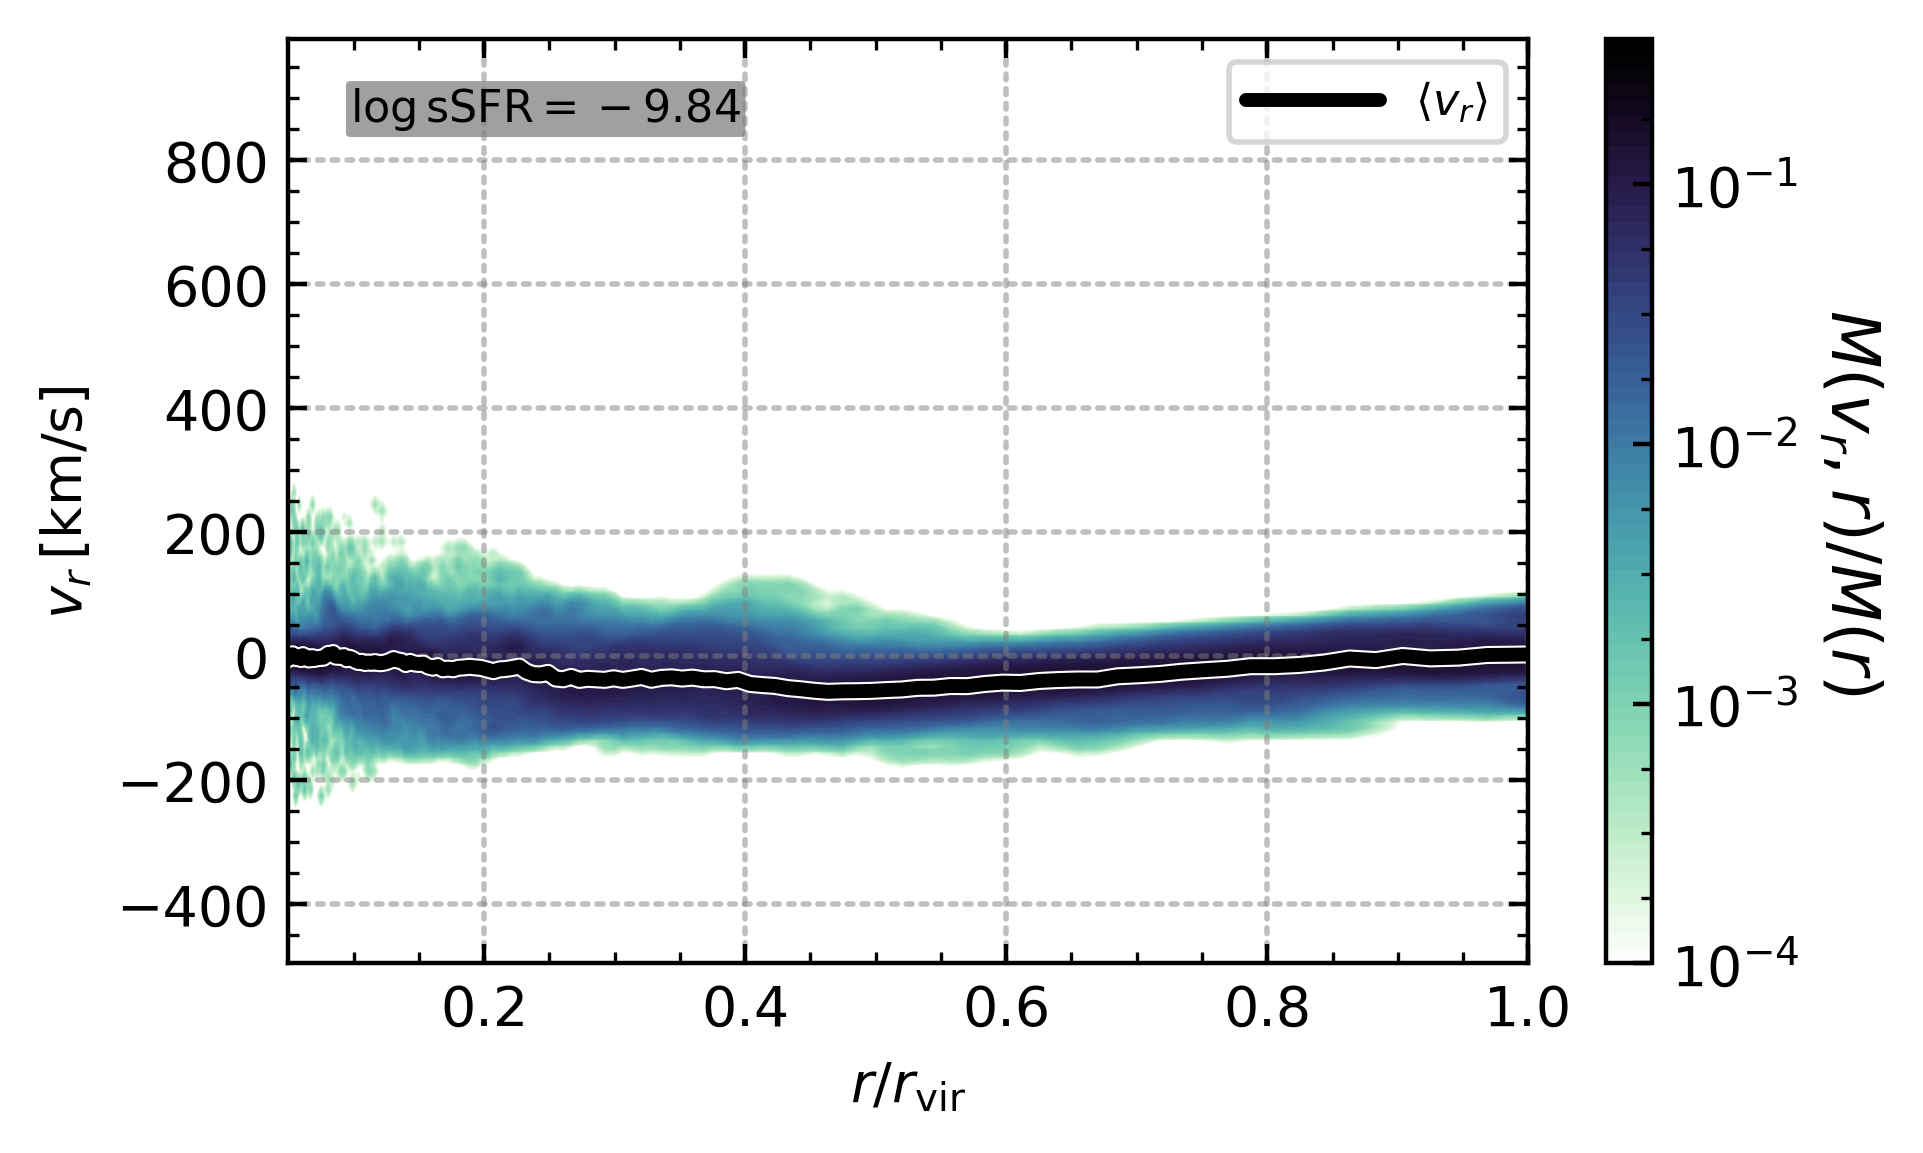 log sSFR = −9.84
⟨v_r⟩
800
600
400
200
0
−200
−400
v_r [km/s]
0.2 0.4 0.6 0.8 1.0
r/r_vir
10^−1
10^−2
10^−3
10^−4
M(v_r, r)/M(r)